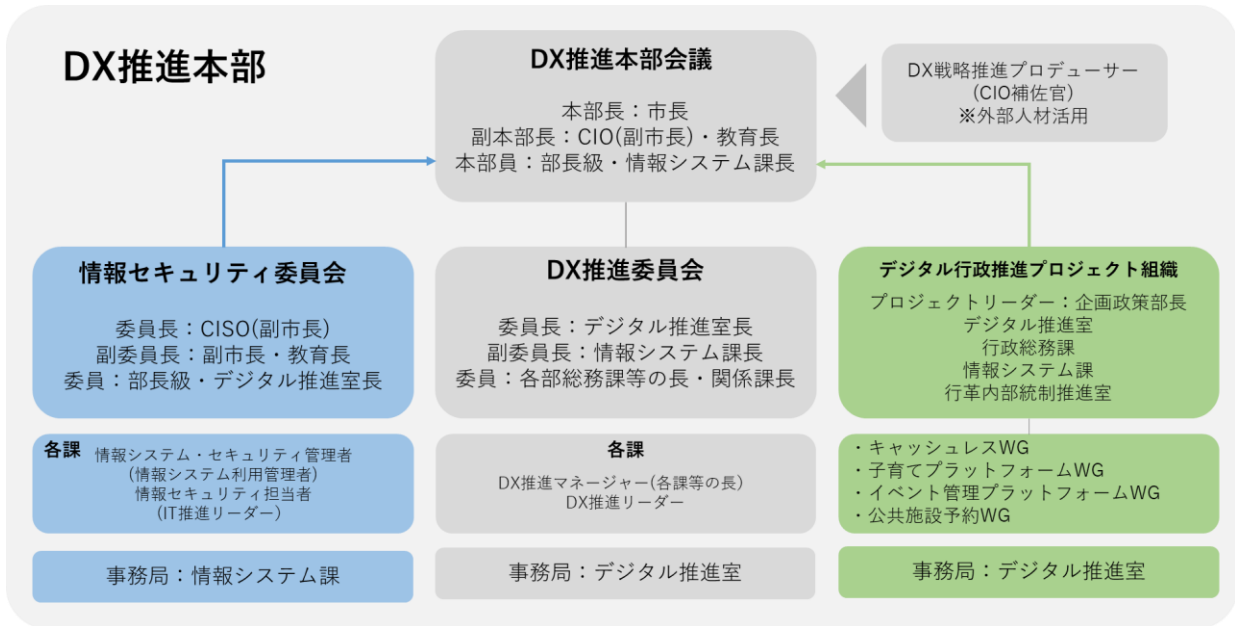 DX推進本部
DX推進本部会議
本部長：市長
副本部長：CIO(副市長)・教育長
本部員：部長級・情報システム課長
DX戦略推進プロデューサー
(CIO補佐官)
※外部人材活用
情報セキュリティ委員会
委員長：CISO(副市長)
副委員長：副市長・教育長
委員：部長級・デジタル推進室長
各課
情報システム・セキュリティ管理者
(情報システム利用管理者)
情報セキュリティ担当者
(IT推進リーダー)
事務局：情報システム課
DX推進委員会
委員長：デジタル推進室長
副委員長：情報システム課長
委員：各部総務課等の長・関係課長
各課
DX推進マネージャー(各課等の長)
DX推進リーダー
事務局：デジタル推進室
デジタル行政推進プロジェクト組織
プロジェクトリーダー：企画政策部長
デジタル推進室
行政総務課
情報システム課
行革内部統制推進室
・キャッシュレスWG
・子育てプラットフォームWG
・イベント管理プラットフォームWG
・公共施設予約WG
事務局：デジタル推進室